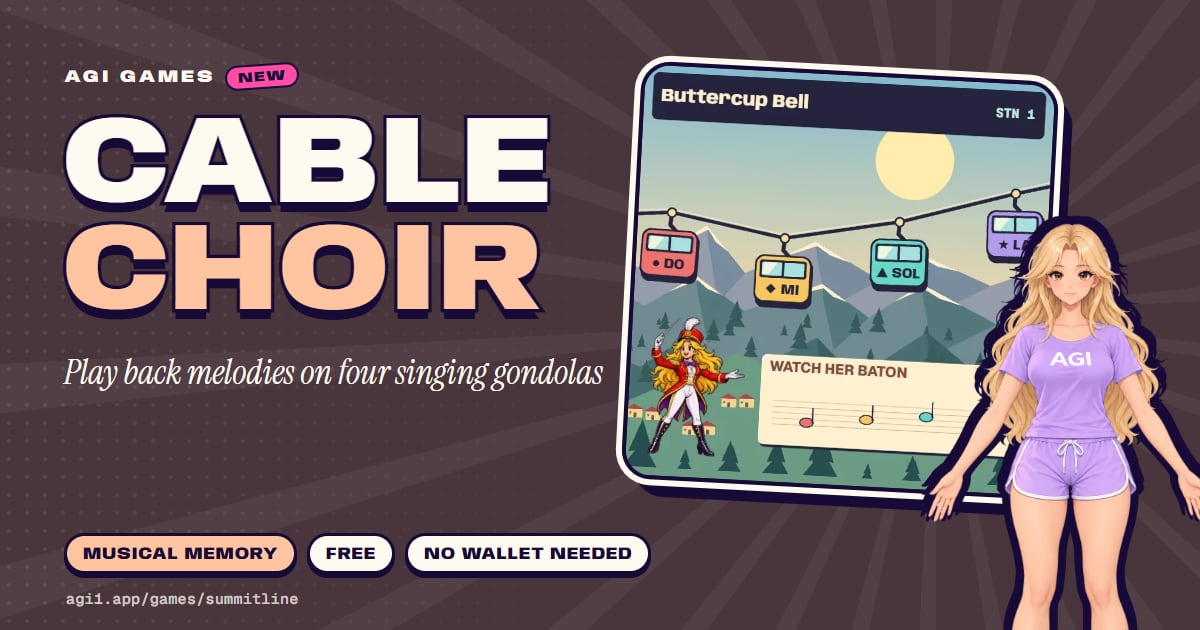 AGI GAMES NEW
CABLE
CHOIR
Play back melodies on four singing gondolas
MUSICAL MEMORY FREE NO WALLET NEEDED
agi1.app/games/summitline
Buttercup Bell STN 1
● DO
◆ MI
▲ SOL
★ LA
WATCH HER BATON
AGI